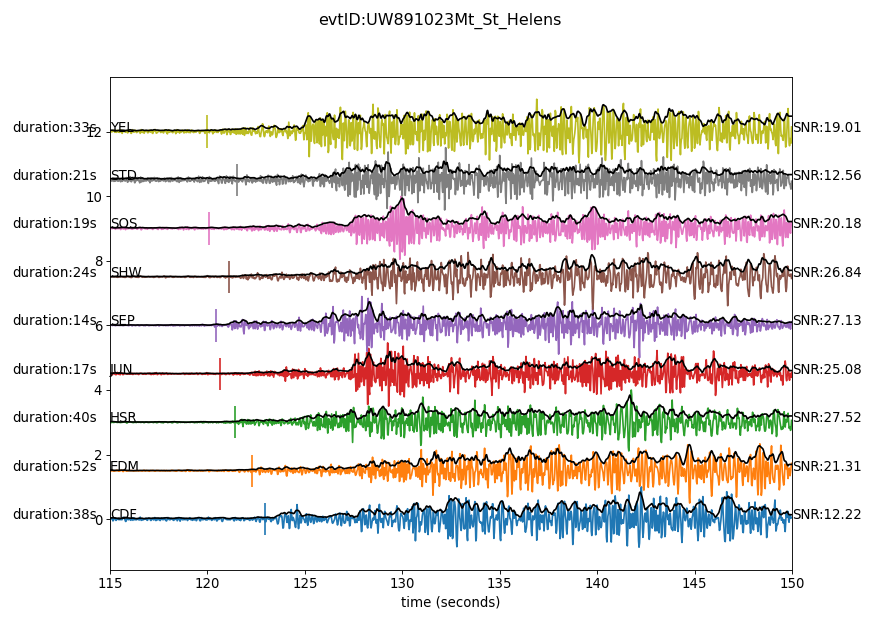 evtID:UW891023Mt_St_Helens
duration:33s YEL SNR:19.01
12
duration:21s STD SNR:12.56
10
duration:19s SOS SNR:20.18
8
duration:24s SHW SNR:26.84
duration:14s SEP SNR:27.13
6
duration:17s JUN SNR:25.08
4
duration:40s HSR SNR:27.52
2
duration:52s EDM SNR:21.31
duration:38s CDF SNR:12.22
0
115 120 125 130 135 140 145 150
time (seconds)